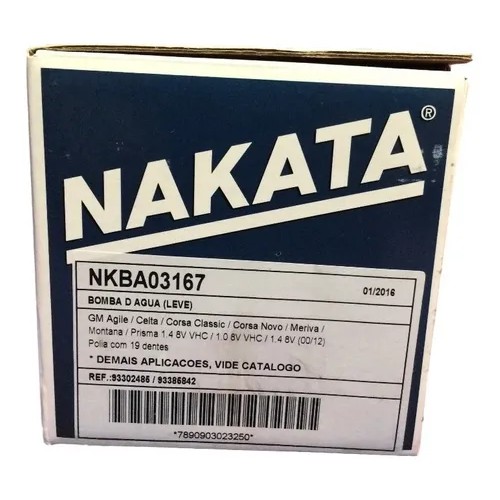 NAKATA®
NKBA03167
01/2016
BOMBA D AGUA (LEVE)
GM Agile / Celta / Corsa Classic / Corsa Novo / Meriva /
Montana / Prisma 1.4 8V VHC / 1.0 8V VHC / 1.4 8V (00/12)
Polia com 19 dentes
* DEMAIS APLICACOES, VIDE CATALOGO
REF.:93302485 / 93385842
*7890903023250*